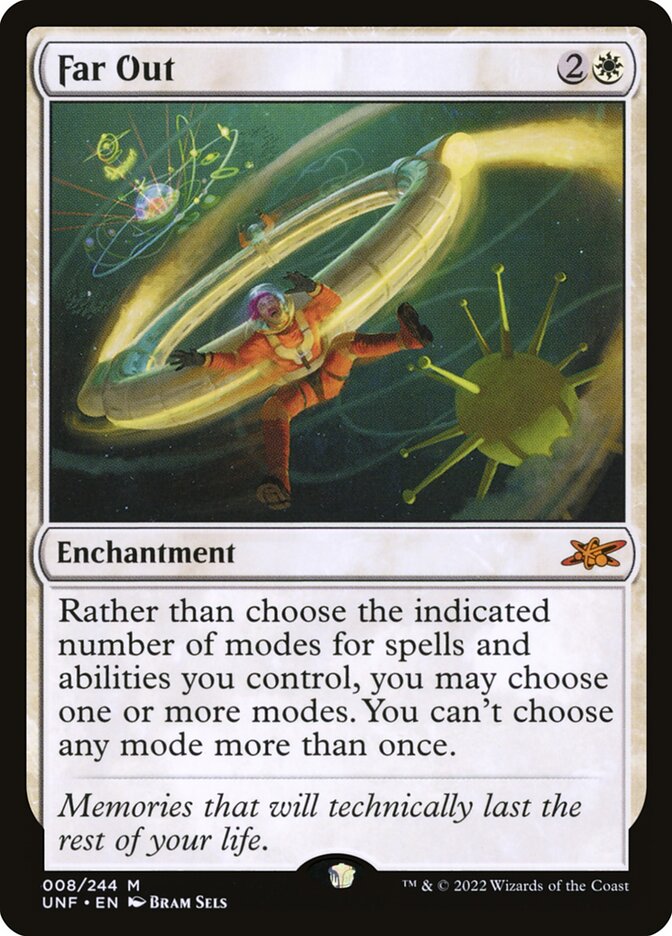 Far Out 2
Enchantment
Rather than choose the indicated
number of modes for spells and
abilities you control, you may choose
one or more modes. You can't choose
any mode more than once.
Memories that will technically last the
rest of your life.
008/244 M
UNF • EN Bram Sels
™ & © 2022 Wizards of the Coast